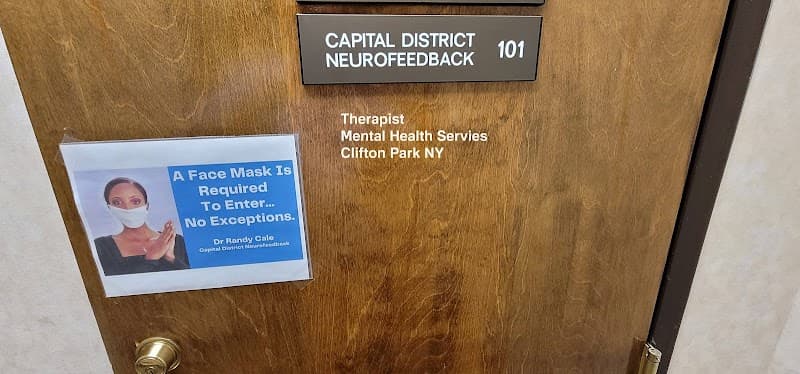 CAPITAL DISTRICT
NEUROFEEDBACK
101
Therapist
Mental Health Servies
Clifton Park NY
A Face Mask Is
Required
To Enter...
No Exceptions.
Dr Randy Cale
Capital District Neurofeedback